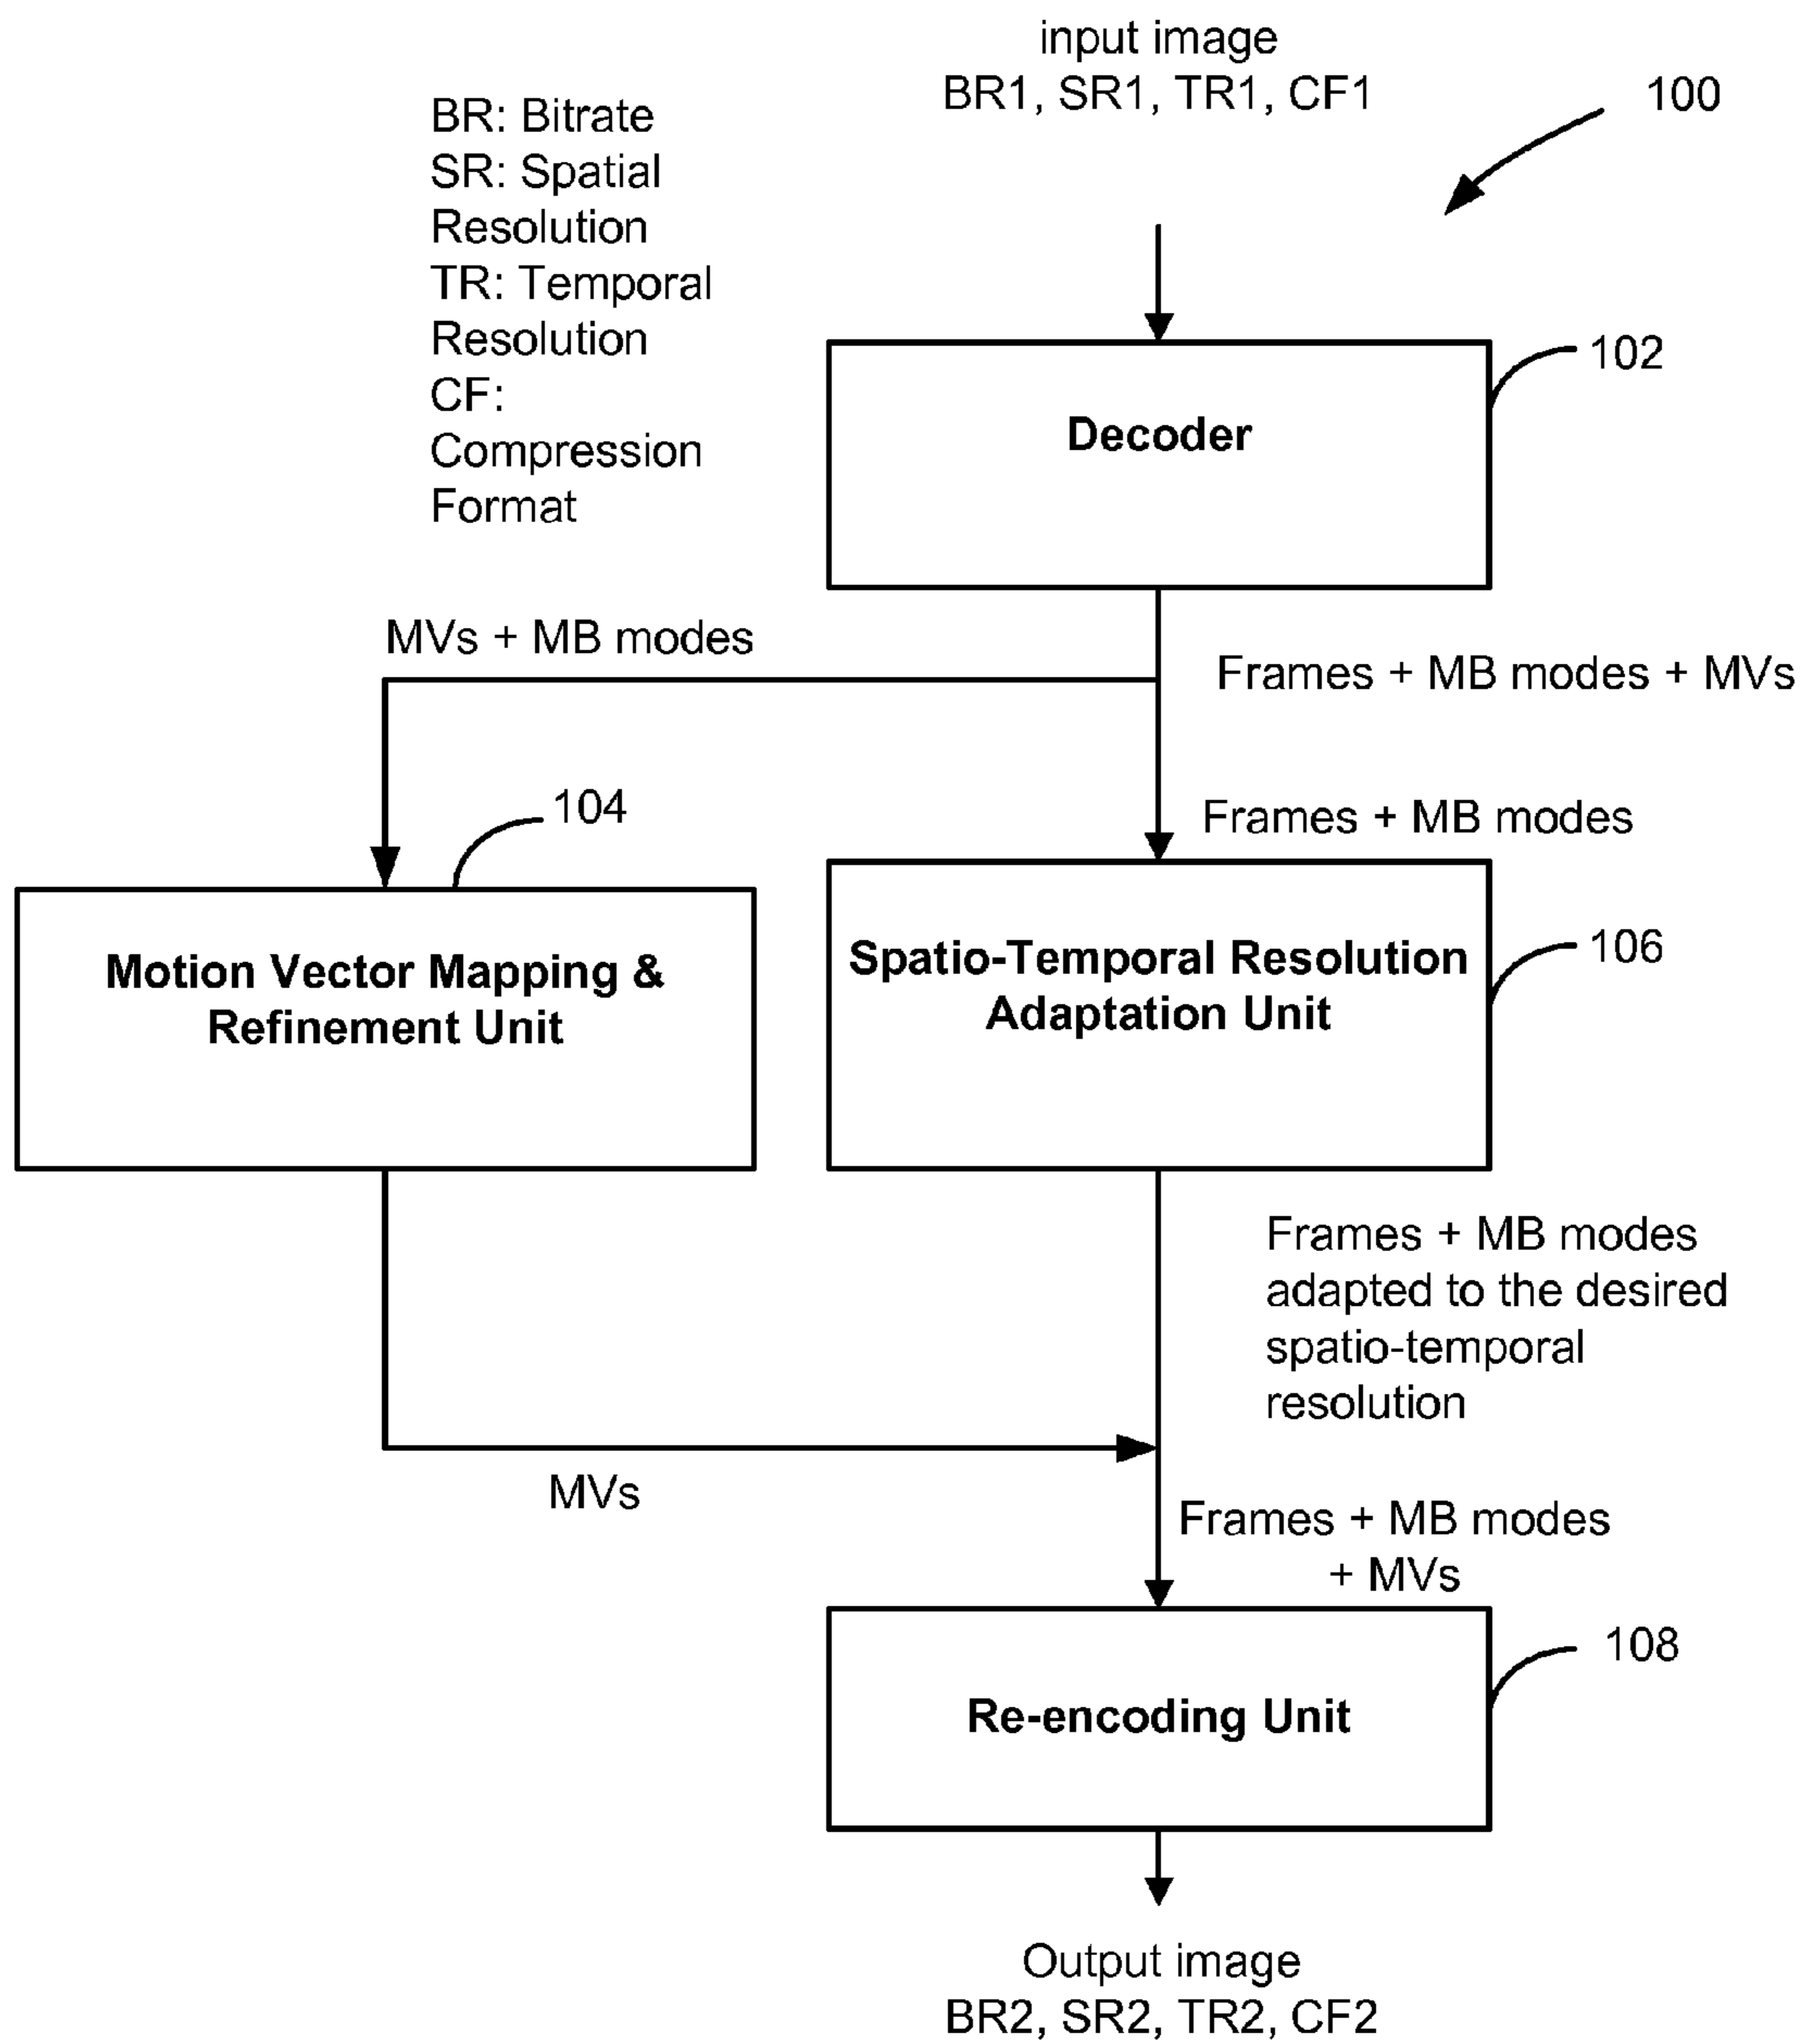 input image
BR1, SR1, TR1, CF1
100
BR: Bitrate
SR: Spatial
Resolution
TR: Temporal
Resolution
CF:
Compression
Format
102
Decoder
MVs + MB modes
Frames + MB modes + MVs
104
Frames + MB modes
Motion Vector Mapping &
Refinement Unit
Spatio-Temporal Resolution
Adaptation Unit
106
Frames + MB modes
adapted to the desired
spatio-temporal
resolution
MVs
Frames + MB modes
+ MVs
108
Re-encoding Unit
Output image
BR2, SR2, TR2, CF2